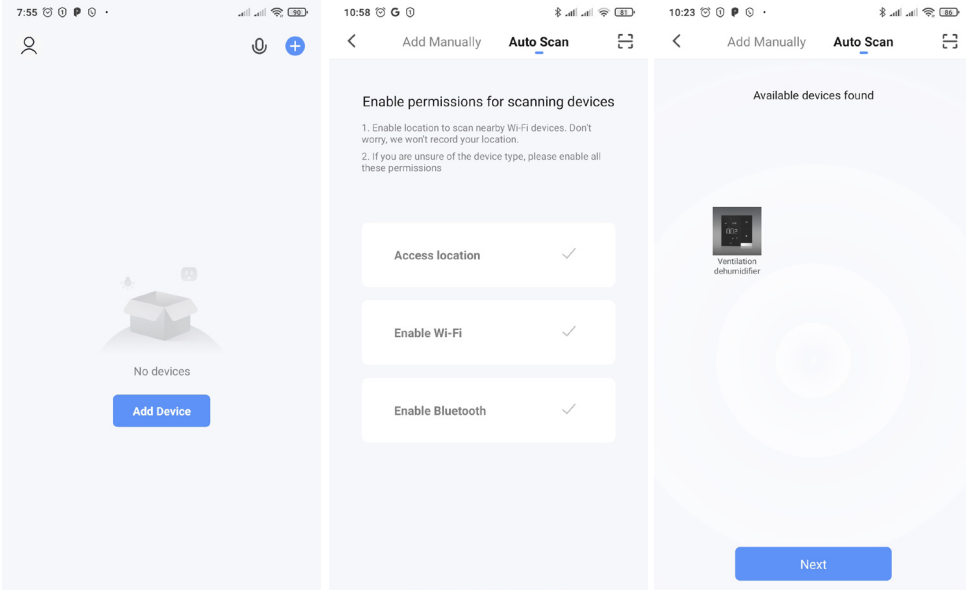 7:55
90
No devices
Add Device
10:58
G
81
Add Manually
Auto Scan
Enable permissions for scanning devices
1. Enable location to scan nearby Wi-Fi devices. Don't
worry, we won't record your location.
2. If you are unsure of the device type, please enable all
these permissions
Access location
Enable Wi-Fi
Enable Bluetooth
10:23
86
Add Manually
Auto Scan
Available devices found
002
Ventilation
dehumidifier
Next